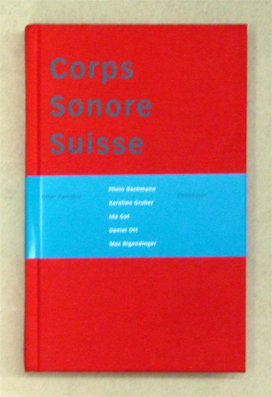 Corps
Sonore
Suisse
Plinio Bachmann
Karoline Gruber
Ida Gut
Daniel Ott
Max Rigendinger